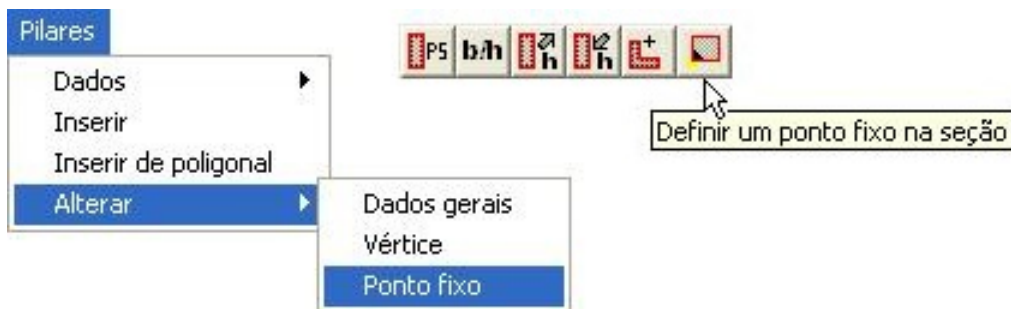 Pilares
Dados
Inserir
Inserir de poligonal
Alterar
Dados gerais
Vértice
Ponto fixo
PS b/h h h
Definir um ponto fixo na seção